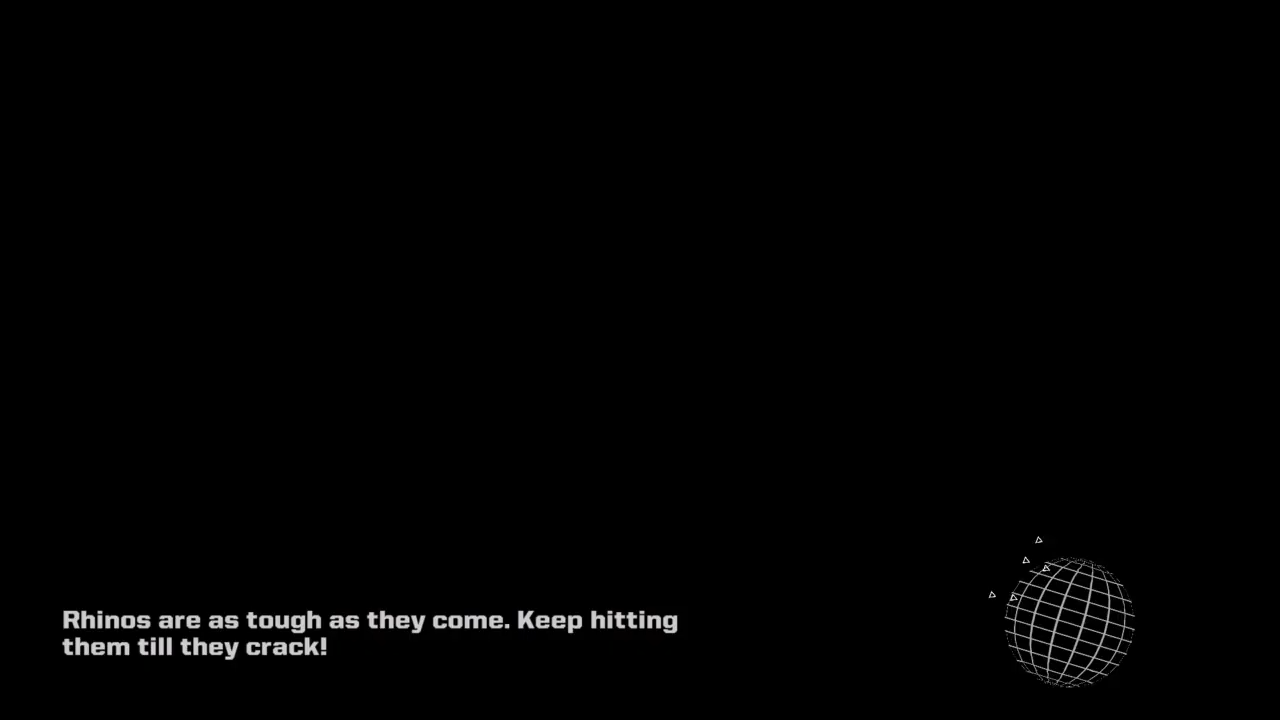 Rhinos are as tough as they come. Keep hitting
them till they crack!